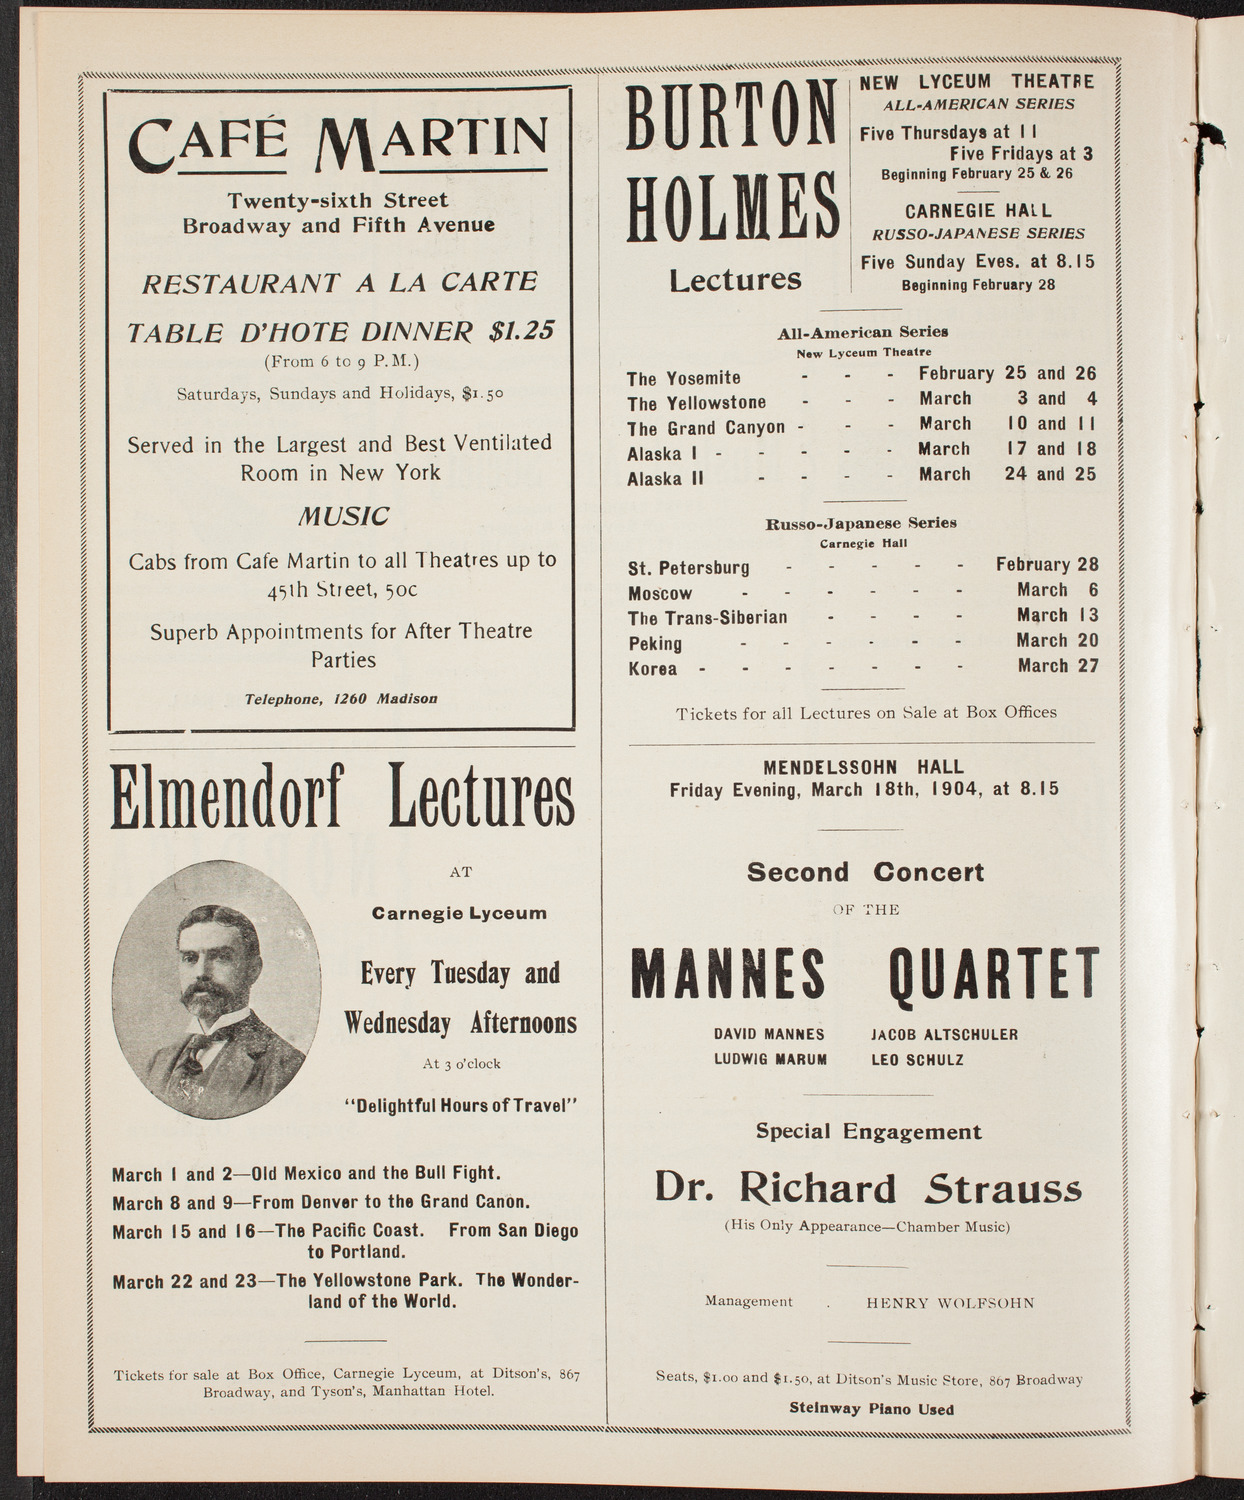 CAFÉ MARTIN
Twenty-sixth Street
Broadway and Fifth Avenue
RESTAURANT A LA CARTE
TABLE D'HOTE DINNER $1.25
(From 6 to 9 P.M.)
Saturdays, Sundays and Holidays, $1.50
Served in the Largest and Best Ventilated
Room in New York
MUSIC
Cabs from Cafe Martin to all Theatres up to
45th Street, 50c
Superb Appointments for After Theatre
Parties
Telephone, 1260 Madison
Elmendorf Lectures
AT
Carnegie Lyceum
Every Tuesday and
Wednesday Afternoons
At 3 o'clock
"Delightful Hours of Travel"
March 1 and 2—Old Mexico and the Bull Fight.
March 8 and 9—From Denver to the Grand Canon.
March 15 and 16—The Pacific Coast. From San Diego
to Portland.
March 22 and 23—The Yellowstone Park. The Wonder-
land of the World.
Tickets for sale at Box Office, Carnegie Lyceum, at Ditson's, 867
Broadway, and Tyson's, Manhattan Hotel.
BURTON
HOLMES
Lectures
NEW LYCEUM THEATRE
ALL-AMERICAN SERIES
Five Thursdays at 11
Five Fridays at 3
Beginning February 25 & 26
CARNEGIE HALL
RUSSO-JAPANESE SERIES
Five Sunday Eves. at 8.15
Beginning February 28
All-American Series
New Lyceum Theatre
The Yosemite - - - February 25 and 26
The Yellowstone - - - March 3 and 4
The Grand Canyon - - - March 10 and 11
Alaska I - - - - - March 17 and 18
Alaska II - - - - March 24 and 25
Russo-Japanese Series
Carnegie Hall
St. Petersburg - - - - - February 28
Moscow - - - - - - March 6
The Trans-Siberian - - - - March 13
Peking - - - - - - March 20
Korea - - - - - - - March 27
Tickets for all Lectures on Sale at Box Offices
MENDELSSOHN HALL
Friday Evening, March 18th, 1904, at 8.15
Second Concert
OF THE
MANNES QUARTET
DAVID MANNES JACOB ALTSCHULER
LUDWIG MARUM LEO SCHULZ
Special Engagement
Dr. Richard Strauss
(His Only Appearance—Chamber Music)
Management . HENRY WOLFSOHN
Seats, $1.00 and $1.50, at Ditson's Music Store, 867 Broadway
Steinway Piano Used